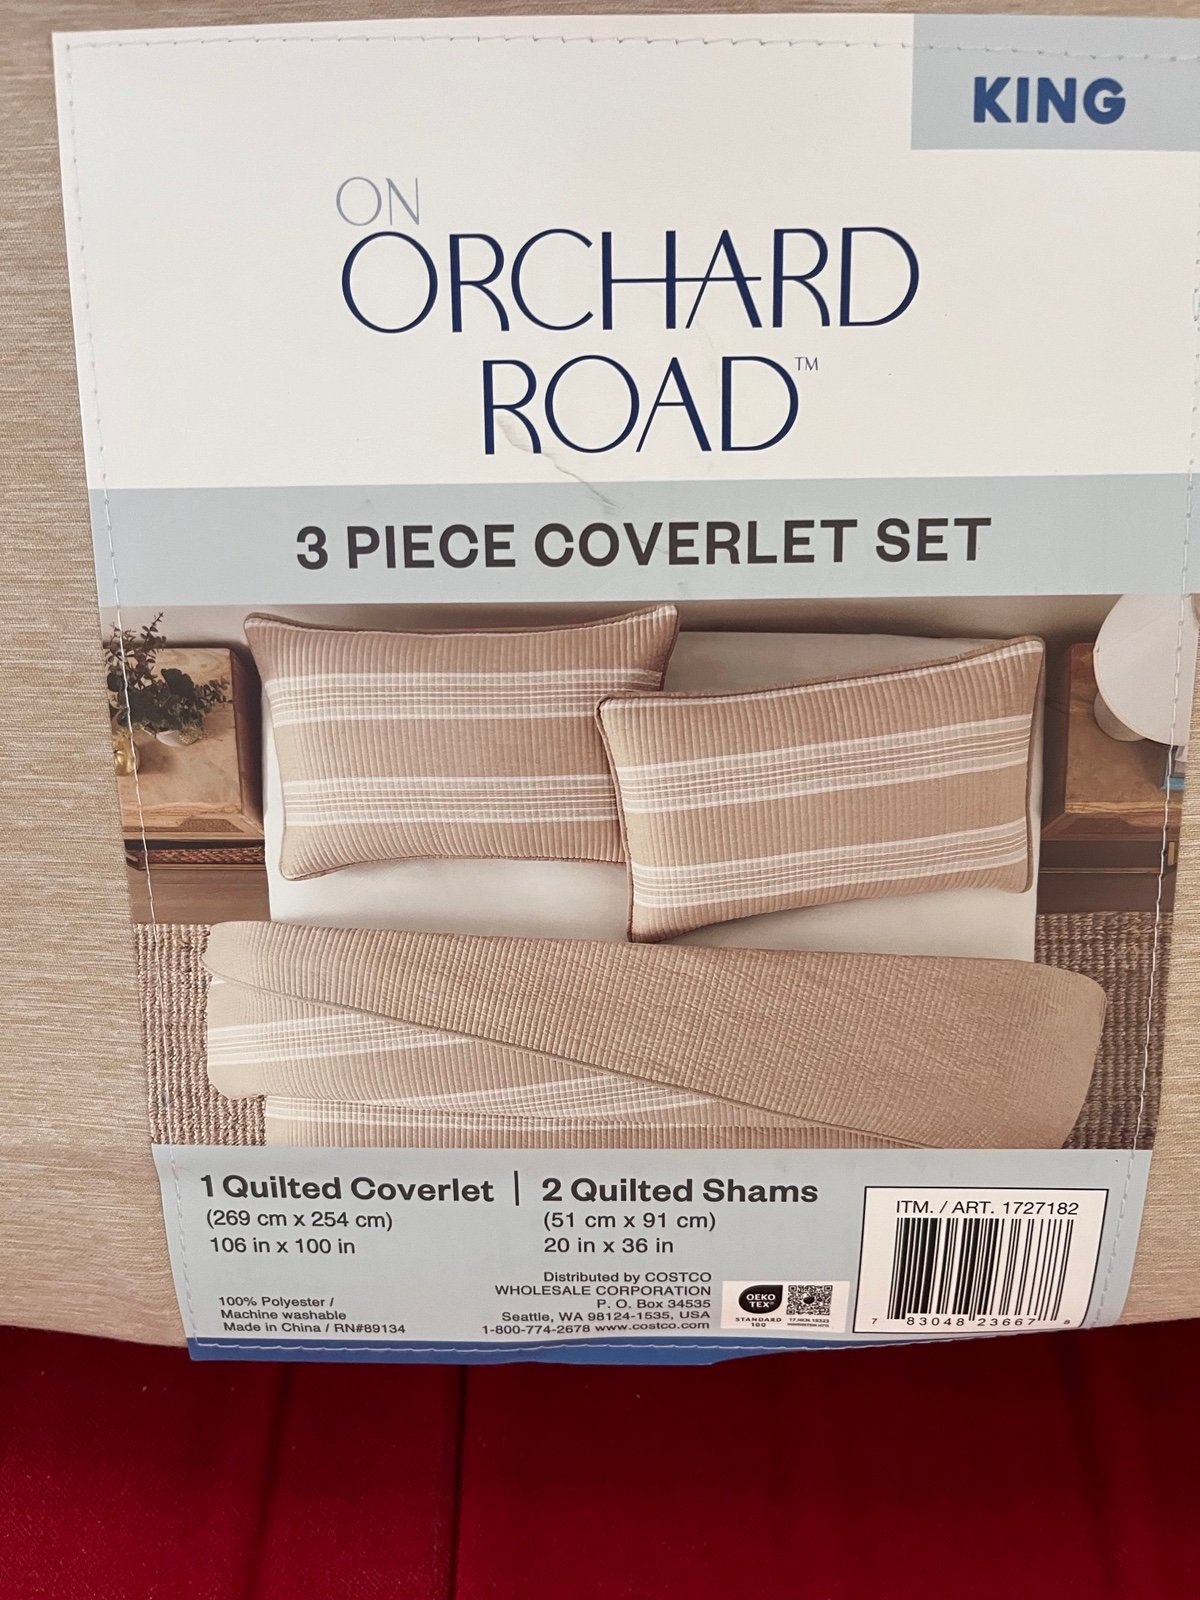 KING
ON
ORCHARD
ROAD™
3 PIECE COVERLET SET
1 Quilted Coverlet | 2 Quilted Shams
(269 cm x 254 cm)
106 in x 100 in
(51 cm x 91 cm)
20 in x 36 in
100% Polyester /
Machine washable
Made in China / RN#89134
Distributed by COSTCO
WHOLESALE CORPORATION
P. O. Box 34535
Seattle, WA 98124-1535, USA
1-800-774-2678 www.costco.com
OEKO
TEX®
STANDARD
100
ITM. / ART. 1727182
7 83048 23667 8